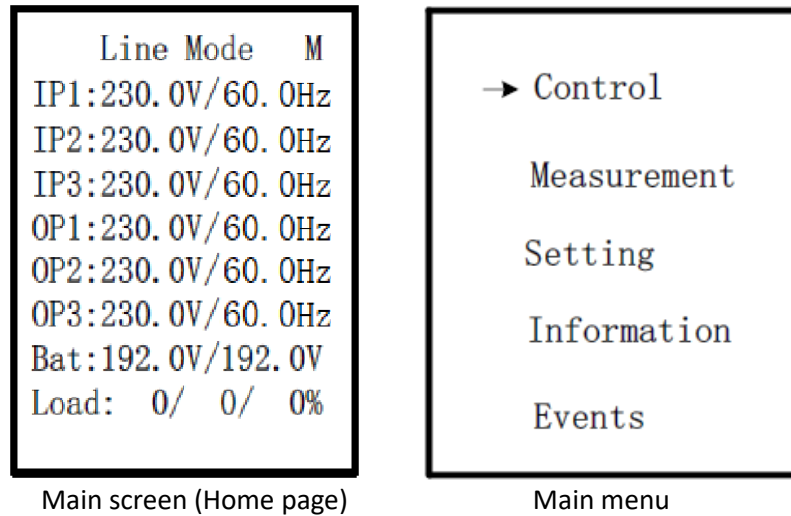 Line Mode M
IP1:230.0V/60.0Hz
IP2:230.0V/60.0Hz
IP3:230.0V/60.0Hz
OP1:230.0V/60.0Hz
OP2:230.0V/60.0Hz
OP3:230.0V/60.0Hz
Bat:192.0V/192.0V
Load: 0/ 0/ 0%
Main screen (Home page)
→ Control
Measurement
Setting
Information
Events
Main menu